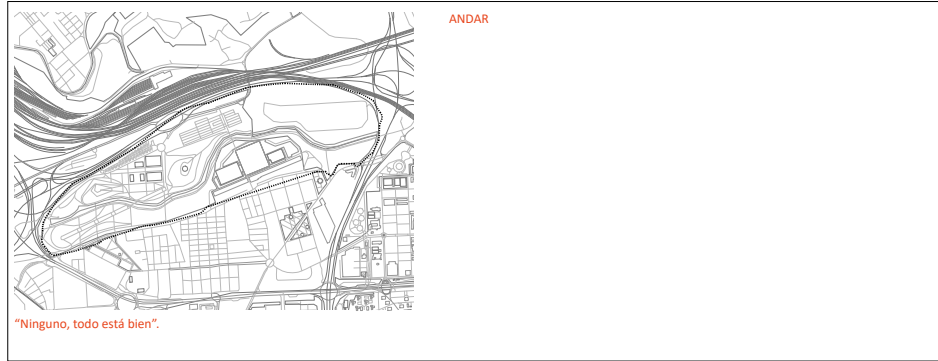 ANDAR
“Ninguno, todo está bien”.